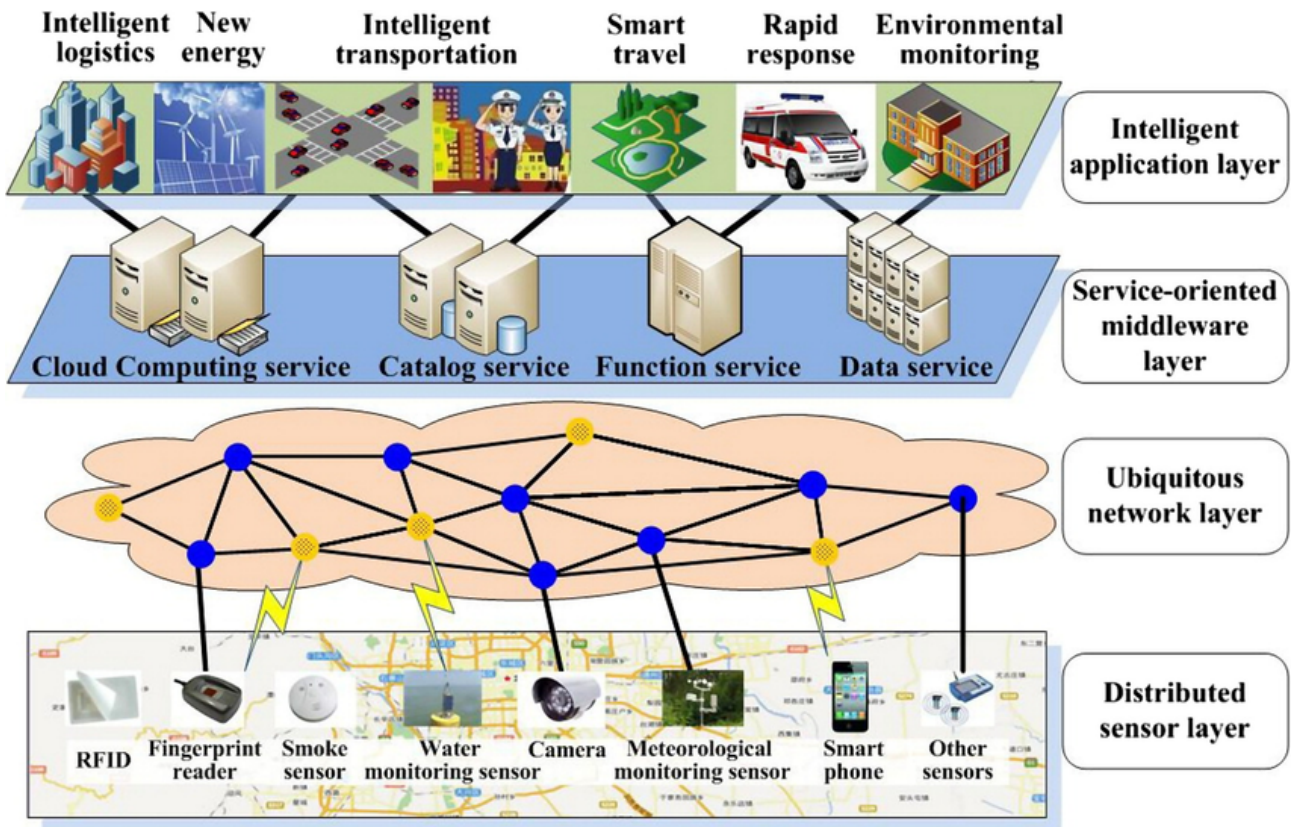 Intelligent
logistics
New
energy
Intelligent
transportation
Smart
travel
Rapid
response
Environmental
monitoring
Intelligent
application layer
Cloud Computing service
Catalog service
Function service
Data service
Service-oriented
middleware
layer
Ubiquitous
network layer
RFID
Fingerprint
reader
Smoke
sensor
Water
monitoring sensor
Camera
Meteorological
monitoring sensor
Smart
phone
Other
sensors
Distributed
sensor layer